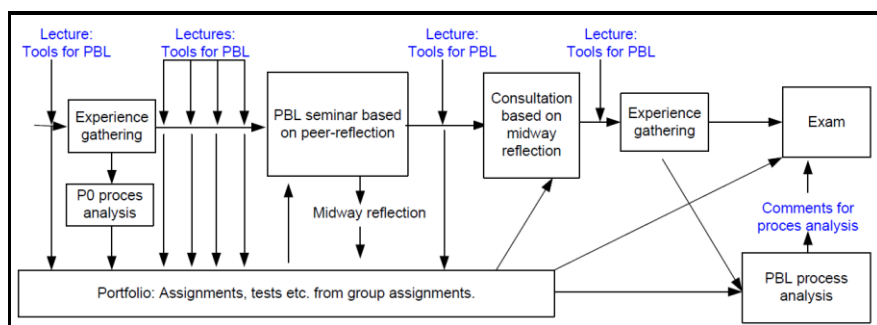 Lecture:
Tools for PBL
Lectures:
Tools for PBL
Lecture:
Tools for PBL
Lecture:
Tools for PBL
Experience
gathering
PBL seminar based
on peer-reflection
Consultation
based on
midway
reflection
Experience
gathering
Exam
P0 proces
analysis
Midway reflection
Comments for
proces analysis
Portfolio: Assignments, tests etc. from group assignments.
PBL process
analysis